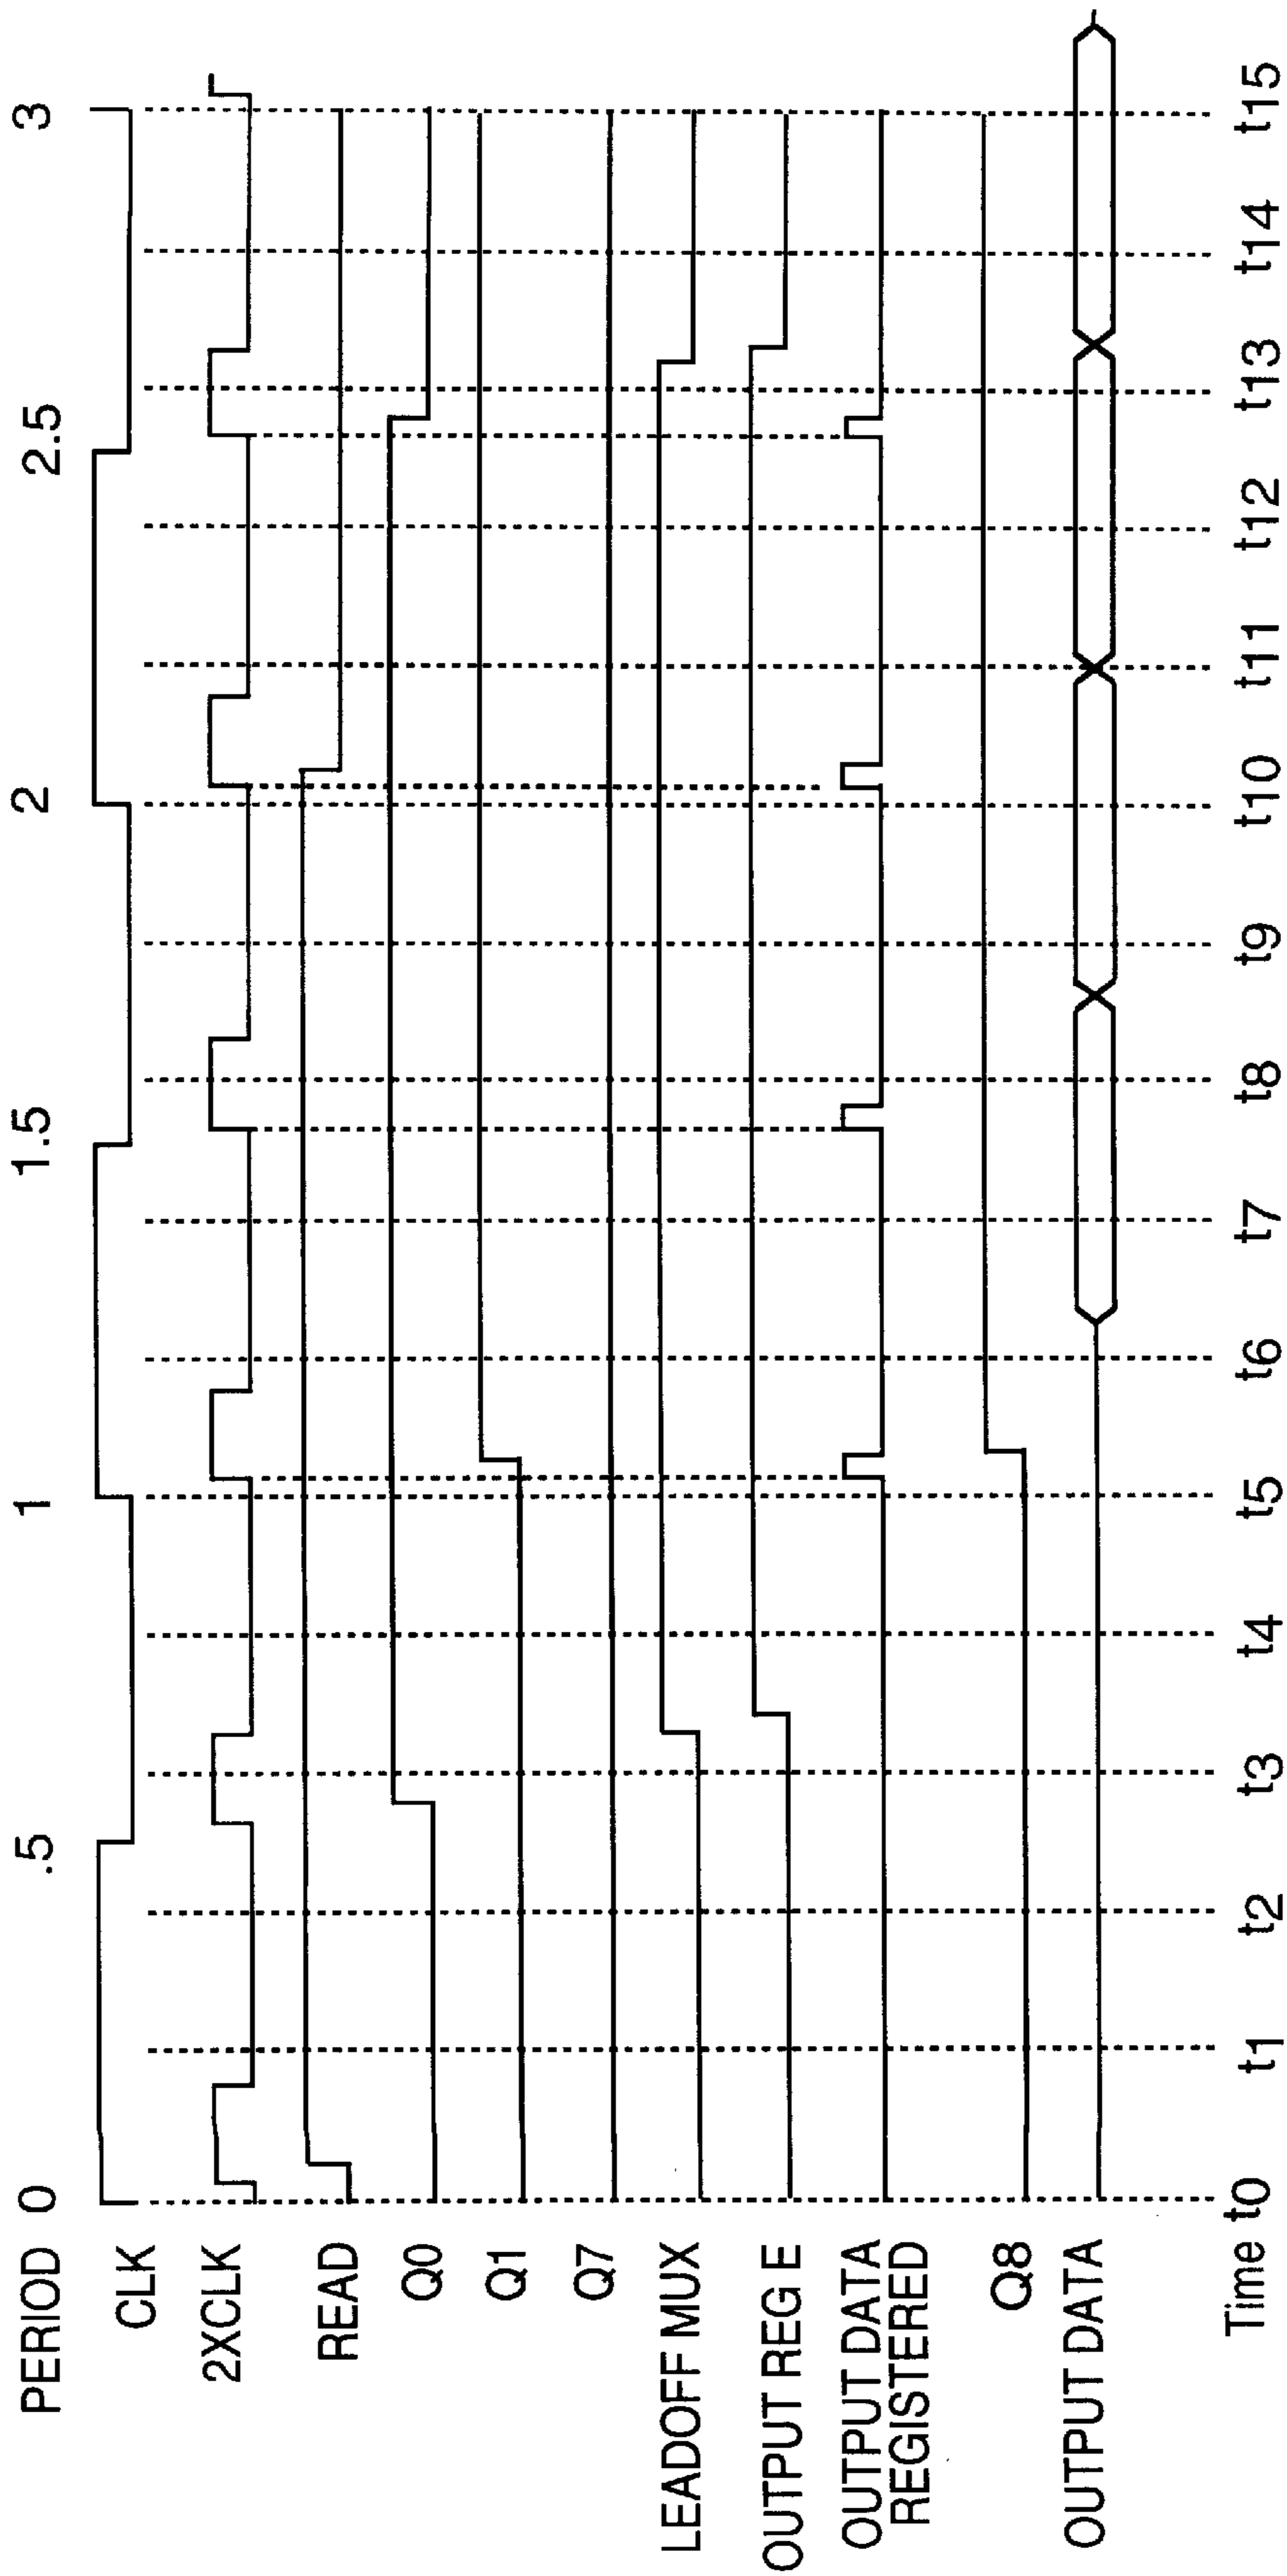 PERIOD 0 .5 1 1.5 2 2.5 3
CLK
2XCLK
READ
Q0
Q1
Q7
LEADOFF MUX
OUTPUT REG E
OUTPUT DATA
REGISTERED
Q8
OUTPUT DATA
Time t0 t1 t2 t3 t4 t5 t6 t7 t8 t9 t10 t11 t12 t13 t14 t15